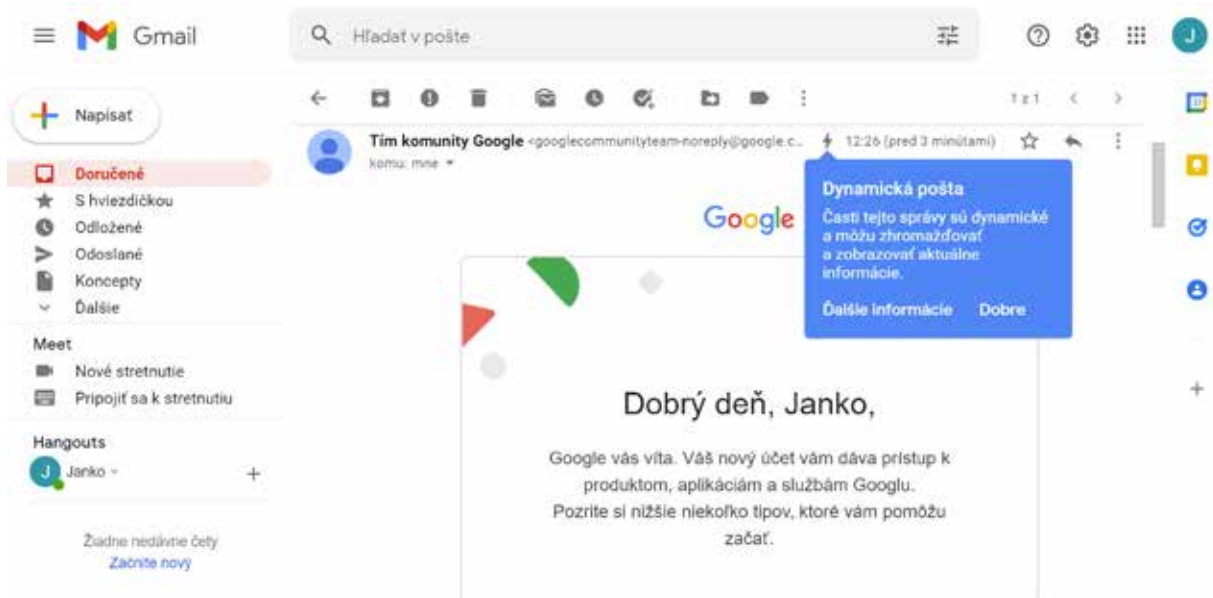 Gmail
Hľadať v pošte
J
Napísať
1 z 1
Doručené
S hviezdičkou
Odložené
Odoslané
Koncepty
Ďalšie
Meet
Nové stretnutie
Pripojiť sa k stretnutiu
Hangouts
J Janko
Žiadne nedávne čety
Začnite nový
Tím komunity Google <googlecommunityteam-noreply@google.c... 12:26 (pred 3 minútami)
komu: mne
Google
Dynamická pošta
Časti tejto správy sú dynamické
a môžu zhromažďovať
a zobrazovať aktuálne
informácie.
Ďalšie informácie Dobre
Dobrý deň, Janko,
Google vás víta. Váš nový účet vám dáva prístup k
produktom, aplikáciám a službám Googlu.
Pozrite si nižšie niekoľko tipov, ktoré vám pomôžu
začať.
31